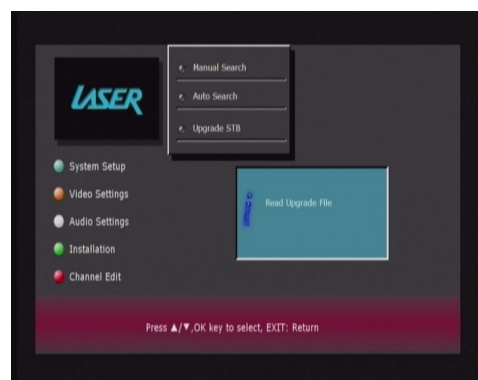 LASER
Manual Search
Auto Search
Upgrade STB
System Setup
Video Settings
Audio Settings
Installation
Channel Edit
i
Read Upgrade File
Press ▲/▼,OK key to select, EXIT: Return